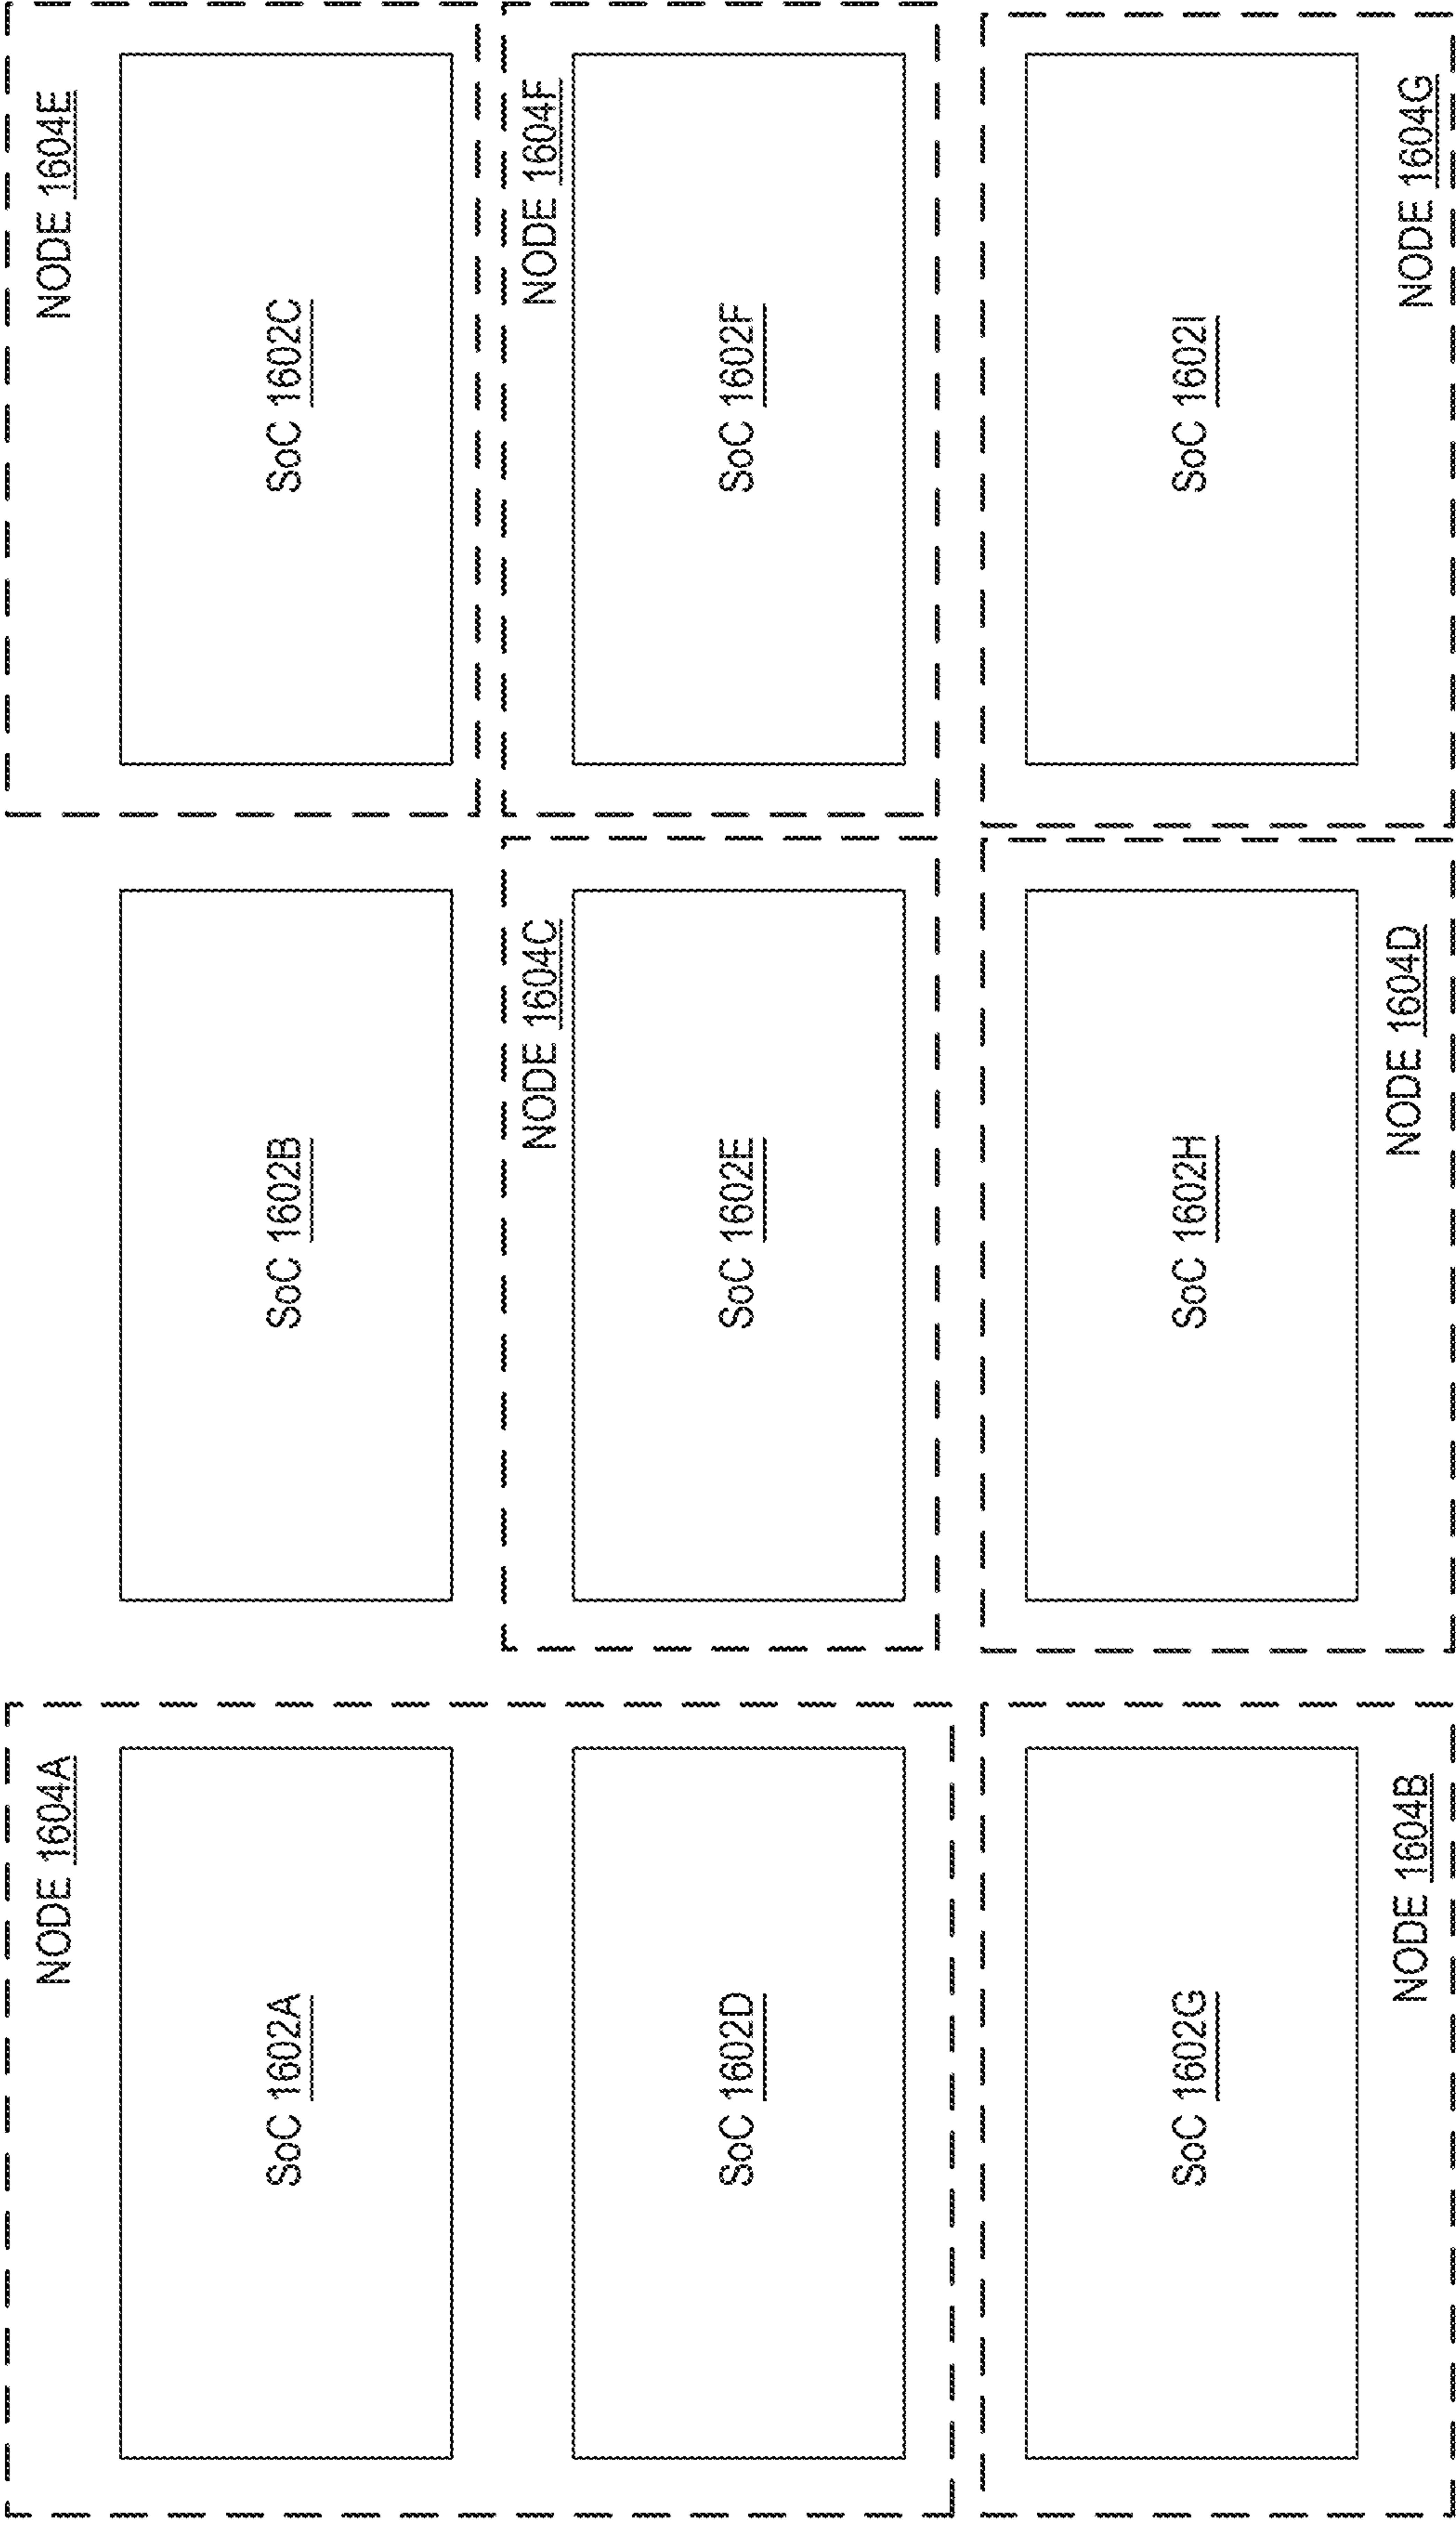 NODE 1604A
SoC 1602A
SoC 1602B
NODE 1604E
SoC 1602C
SoC 1602D
NODE 1604C
SoC 1602E
NODE 1604F
SoC 1602F
SoC 1602G
NODE 1604B
SoC 1602H
NODE 1604D
SoC 1602I
NODE 1604G